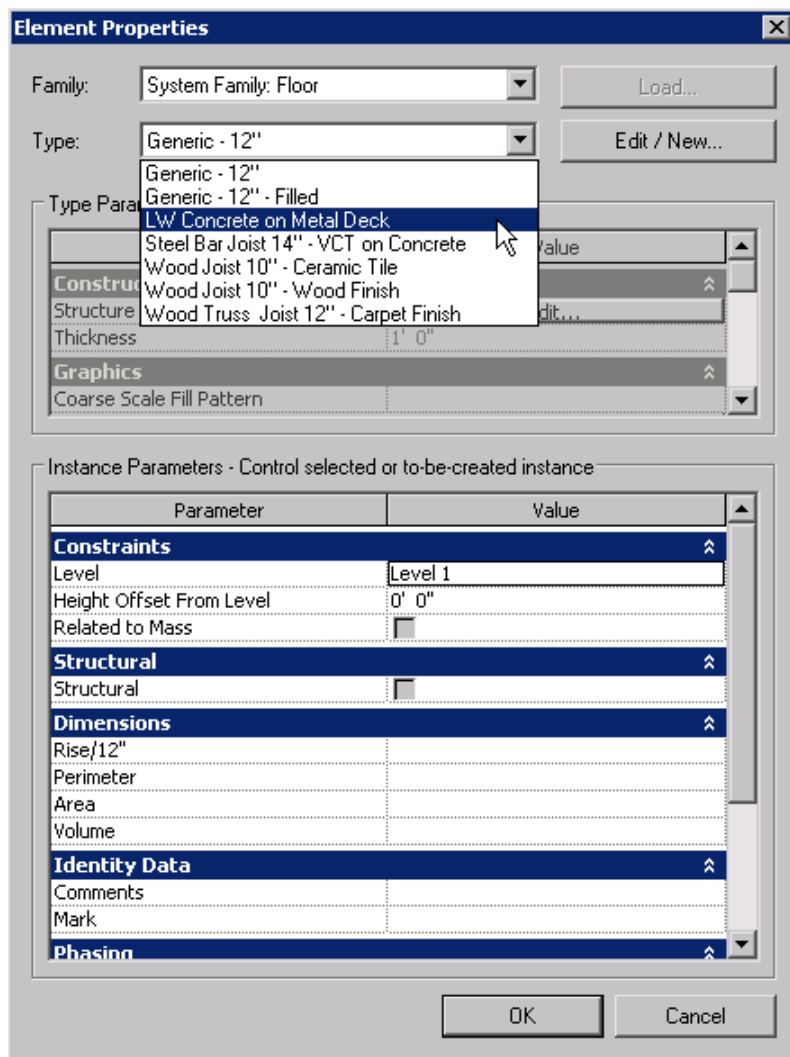 Element Properties
Family: System Family: Floor Load...
Type: Generic - 12" Edit / New...
Generic - 12"
Generic - 12" - Filled
Type Para
LW Concrete on Metal Deck
Steel Bar Joist 14" - VCT on Concrete
Value
Wood Joist 10" - Ceramic Tile
Construc
Wood Joist 10" - Wood Finish
Structure dit...
Wood Truss Joist 12" - Carpet Finish
Thickness 1' 0"
Graphics
Coarse Scale Fill Pattern
Instance Parameters - Control selected or to-be-created instance
Parameter Value
Constraints
Level Level 1
Height Offset From Level 0' 0"
Related to Mass
Structural
Structural
Dimensions
Rise/12"
Perimeter
Area
Volume
Identity Data
Comments
Mark
Phasing
OK Cancel